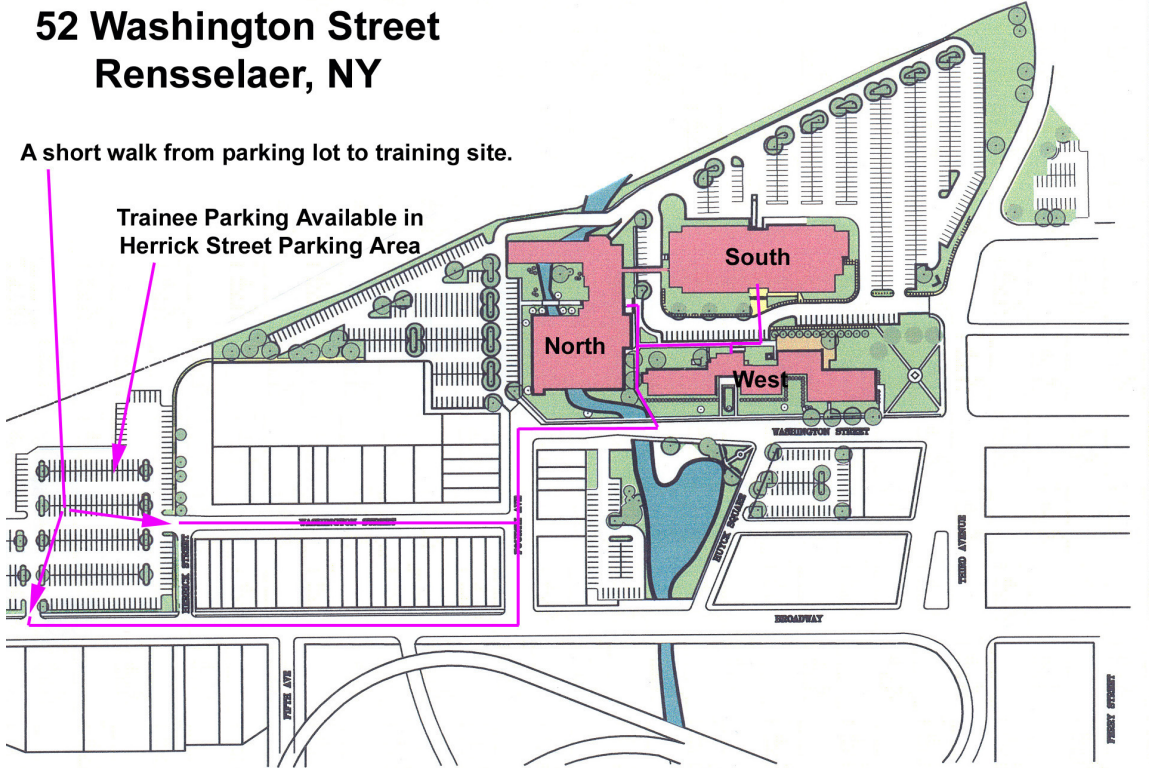 52 Washington Street
Rensselaer, NY
A short walk from parking lot to training site.
Trainee Parking Available in
Herrick Street Parking Area
South
North
West
WASHINGTON STREET
WASHINGTON STREET
FOURTH AVE
HERRICK STREET
HUTCH SQUARE
THIRD AVENUE
BROADWAY
FIFTH AVE
FERRY STREET